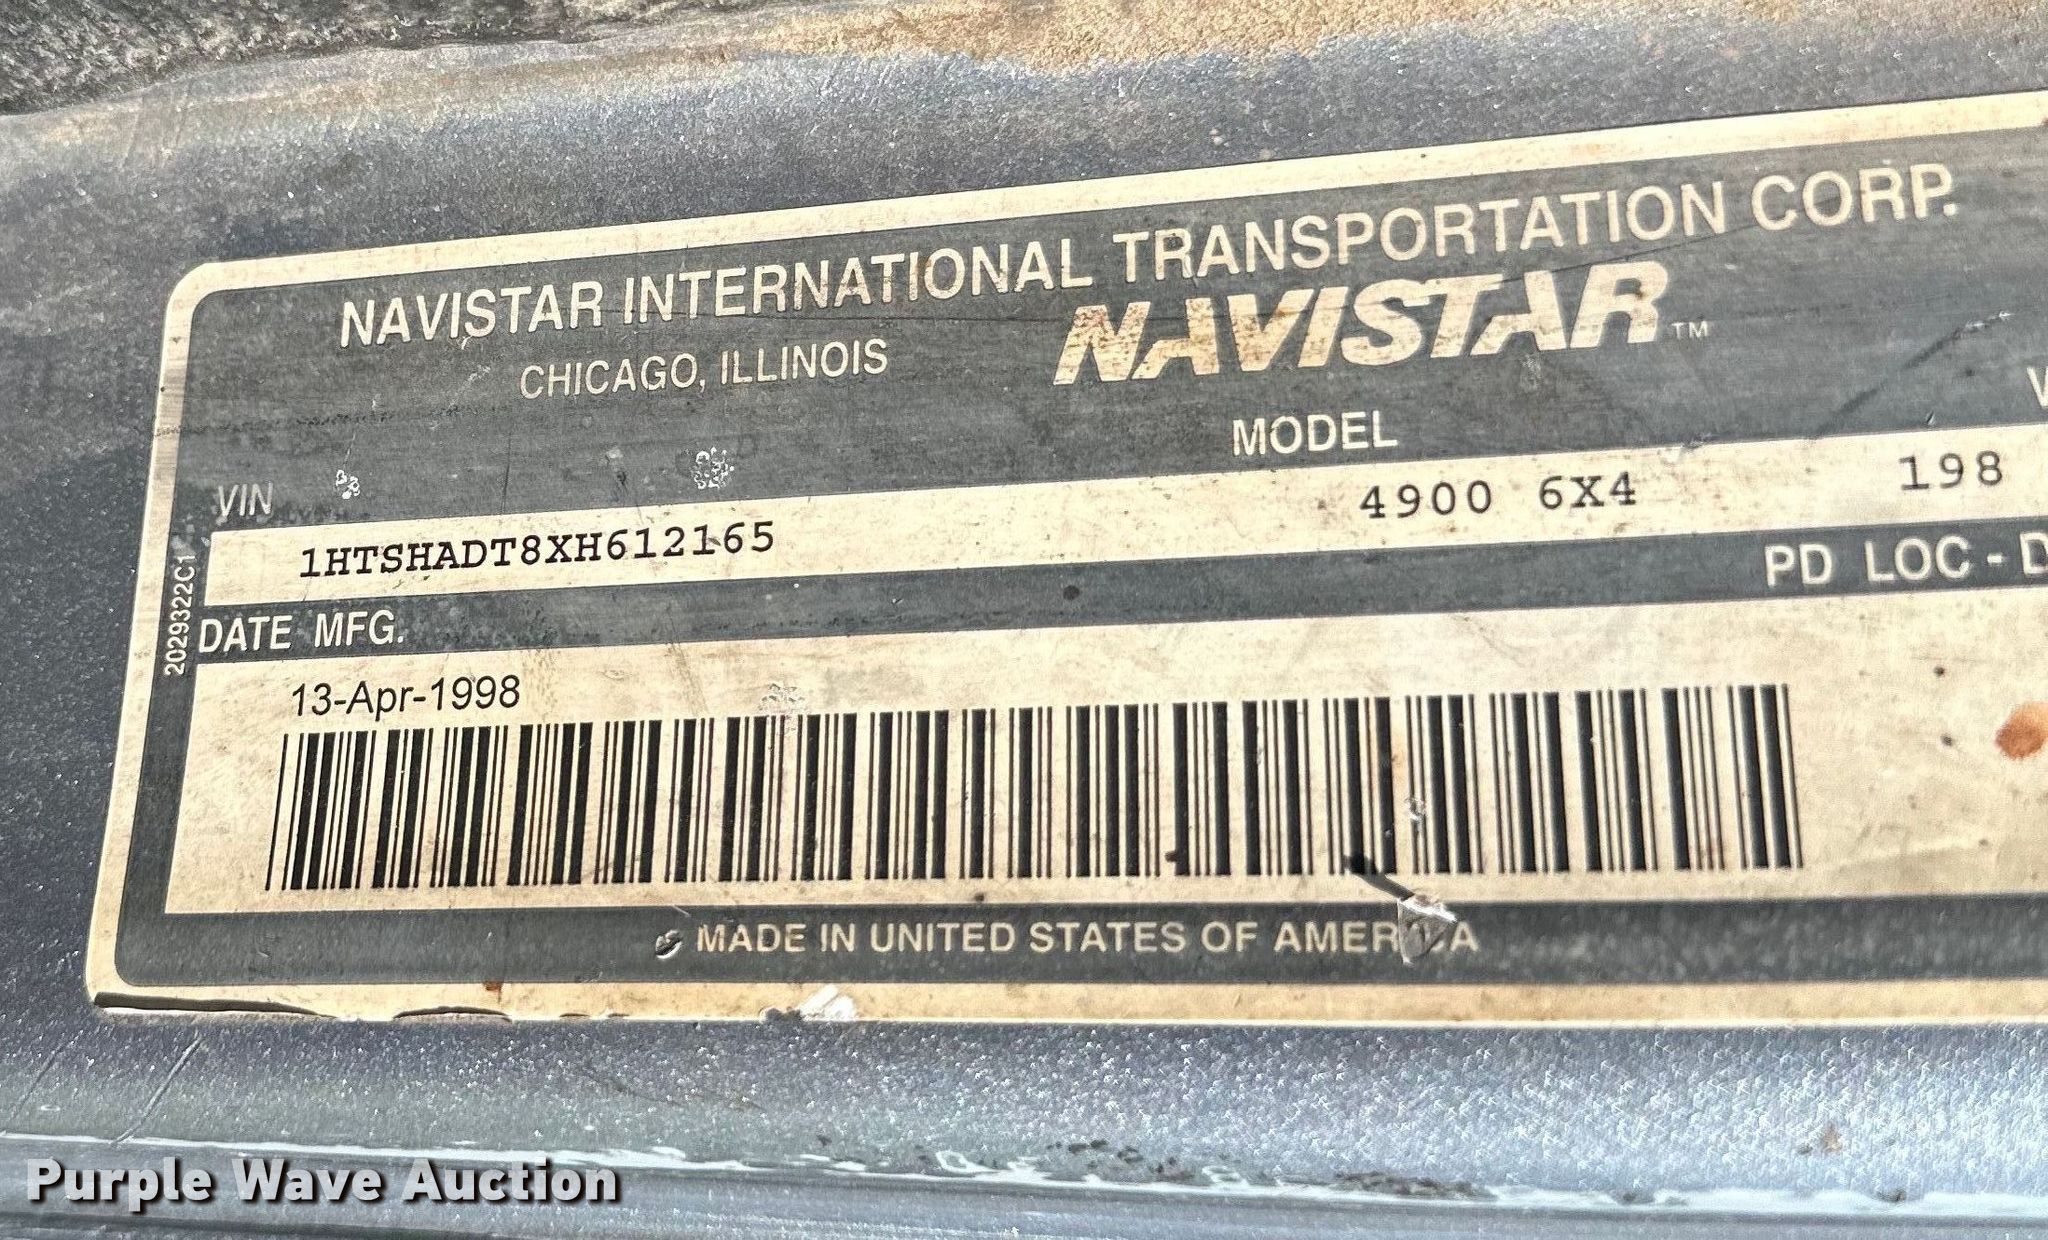 NAVISTAR INTERNATIONAL TRANSPORTATION CORP.
CHICAGO, ILLINOIS
NAVISTAR™
VIN
MODEL
1HTSHADT8XH612165
4900 6X4
198
DATE MFG.
PD LOC - D
13-Apr-1998
2029322C1
MADE IN UNITED STATES OF AMERICA
Purple Wave Auction